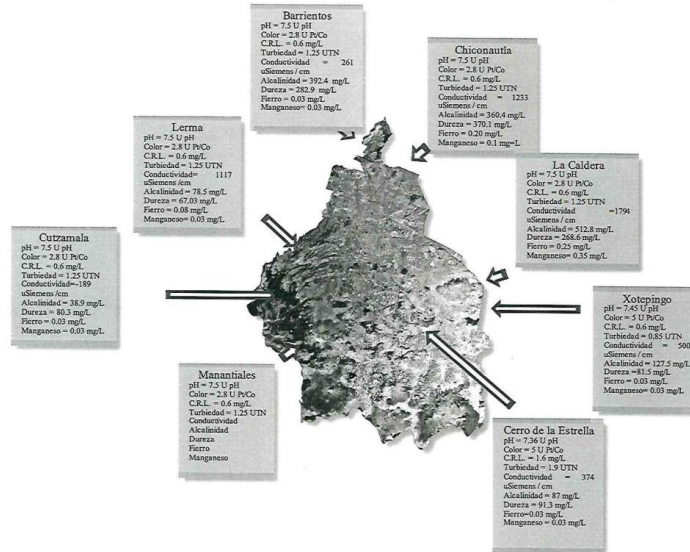 Barrientos
pH = 7.5 U pH
Color = 2.8 U Pt/Co
C.R.L. = 0.6 mg/L
Turbiedad = 1.25 UTN
Conductividad = 261
uSiemens / cm
Alcalinidad = 392.4 mg/L
Dureza = 282.9 mg/L
Fierro = 0.03 mg/L
Manganeso= 0.03 mg/L
Chiconautla
pH = 7.5 U pH
Color = 2.8 U Pt/Co
C.R.L. = 0.6 mg/L
Turbiedad = 1.25 UTN
Conductividad = 1233
uSiemens / cm
Alcalinidad = 360.4 mg/L
Dureza = 370.1 mg/L
Fierro = 0.20 mg/L
Manganeso = 0.1 mg=L
Lerma
pH = 7.5 U pH
Color = 2.8 U Pt/Co
C.R.L. = 0.6 mg/L
Turbiedad = 1.25 UTN
Conductividad= 1117
uSiemens /cm
Alcalinidad = 78.5 mg/L
Dureza = 67.03 mg/L
Fierro = 0.08 mg/L
Manganeso= 0.03 mg/L
La Caldera
pH = 7.5 U pH
Color = 2.8 U Pt/Co
C.R.L. = 0.6 mg/L
Turbiedad = 1.25 UTN
Conductividad =1794
uSiemens / cm
Alcalinidad = 512.8 mg/L
Dureza = 268.6 mg/L
Fierro = 0.25 mg/L
Manganeso= 0.35 mg/L
Cutzamala
pH = 7.5 U pH
Color = 2.8 U Pt/Co
C.R.L. = 0.6 mg/L
Turbiedad = 1.25 UTN
Conductividad=-189
uSiemens /cm
Alcalinidad = 38.9 mg/L
Dureza = 80.3 mg/L
Fierro = 0.03 mg/L
Manganeso = 0.03 mg/L
Xotepingo
pH = 7.45 U pH
Color = 5 U Pt/Co
C.R.L. = 0.6 mg/L
Turbiedad = 0.85 UTN
Conductividad = 500
uSiemens / cm
Alcalinidad = 127.5 mg/L
Dureza =81.5 mg/L
Fierro = 0.03 mg/L
Manganeso= 0.03 mg/L
Manantiales
pH = 7.5 U pH
Color = 2.8 U Pt/Co
C.R.L. = 0.6 mg/L
Turbiedad = 1.25 UTN
Conductividad
Alcalinidad
Dureza
Fierro
Manganeso
Cerro de la Estrella
pH = 7.36 U pH
Color = 5 U Pt/Co
C.R.L. = 1.6 mg/L
Turbiedad = 1.9 UTN
Conductividad = 374
uSiemens / cm
Alcalinidad = 87 mg/L
Dureza = 91.3 mg/L
Fierro=0.03 mg/L
Manganeso = 0.03 mg/L